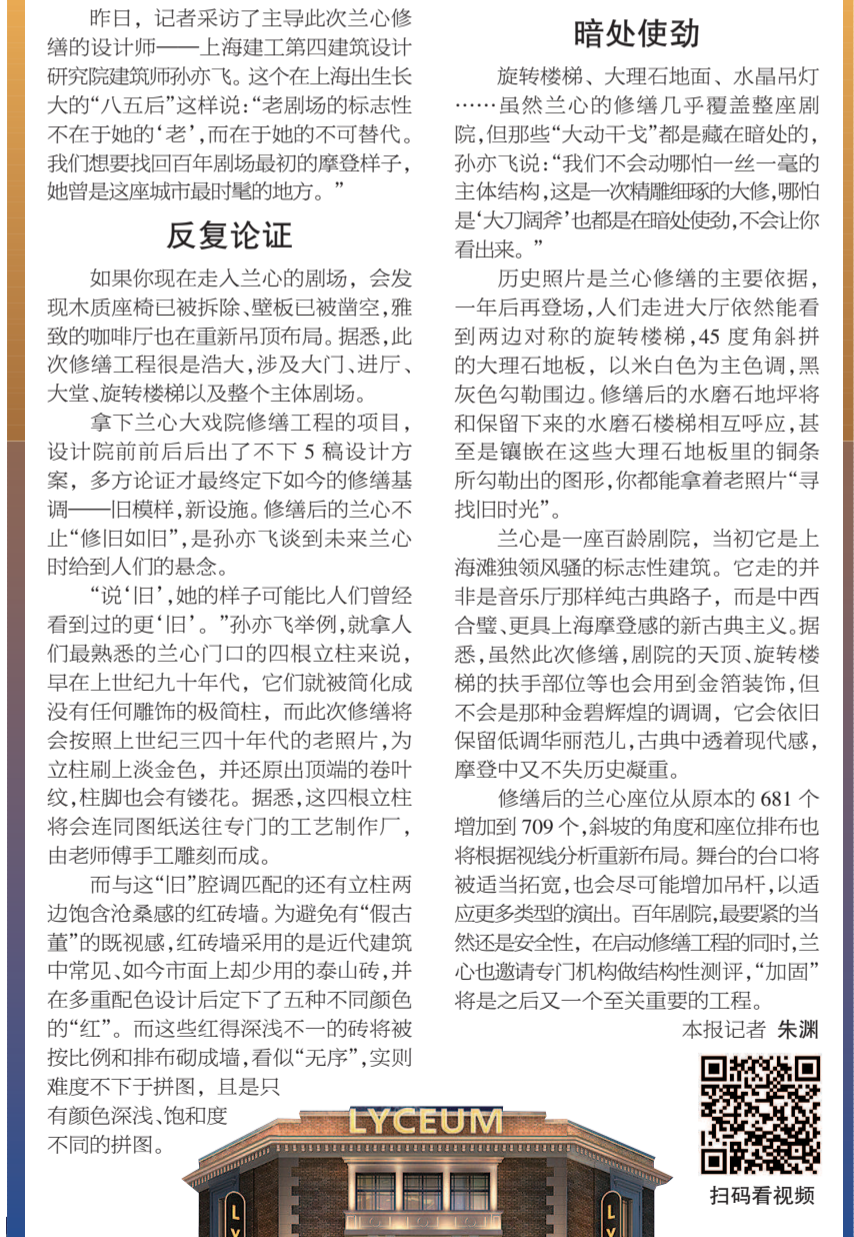 昨日，记者采访了主导此次兰心修
缮的设计师——上海建工第四建筑设计
研究院建筑师孙亦飞。这个在上海出生长
大的“八五后”这样说：“老剧场的标志性
不在于她的‘老’，而在于她的不可替代。
我们想要找回百年剧场最初的摩登样子，
她曾是这座城市最时髦的地方。”
反复论证
如果你现在走入兰心的剧场，会发
现木质座椅已被拆除、壁板已被凿空，雅
致的咖啡厅也在重新吊顶布局。据悉，此
次修缮工程很是浩大，涉及大门、进厅、
大堂、旋转楼梯以及整个主体剧场。
拿下兰心大戏院修缮工程的项目，
设计院前前后后出了不下 5 稿设计方
案，多方论证才最终定下如今的修缮基
调——旧模样，新设施。修缮后的兰心不
止“修旧如旧”，是孙亦飞谈到未来兰心
时给到人们的悬念。
“说‘旧’，她的样子可能比人们曾经
看到过的更‘旧’。”孙亦飞举例，就拿人
们最熟悉的兰心门口的四根立柱来说，
早在上世纪九十年代，它们就被简化成
没有任何雕饰的极简柱，而此次修缮将
会按照上世纪三四十年代的老照片，为
立柱刷上淡金色，并还原出顶端的卷叶
纹，柱脚也会有镂花。据悉，这四根立柱
将会连同图纸送往专门的工艺制作厂，
由老师傅手工雕刻而成。
而与这“旧”腔调匹配的还有立柱两
边饱含沧桑感的红砖墙。为避免有“假古
董”的既视感，红砖墙采用的是近代建筑
中常见、如今市面上却少用的泰山砖，并
在多重配色设计后定下了五种不同颜色
的“红”。而这些红得深浅不一的砖将被
按比例和排布砌成墙，看似“无序”，实则
难度不下于拼图，且是只
有颜色深浅、饱和度
不同的拼图。
暗处使劲
旋转楼梯、大理石地面、水晶吊灯
……虽然兰心的修缮几乎覆盖整座剧
院，但那些“大动干戈”都是藏在暗处的，
孙亦飞说：“我们不会动哪怕一丝一毫的
主体结构，这是一次精雕细琢的大修，哪怕
是‘大刀阔斧’也都是在暗处使劲，不会让你
看出来。”
历史照片是兰心修缮的主要依据，
一年后再登场，人们走进大厅依然能看
到两边对称的旋转楼梯，45 度角斜拼
的大理石地板，以米白色为主色调，黑
灰色勾勒围边。修缮后的水磨石地坪将
和保留下来的水磨石楼梯相互呼应，甚
至是镶嵌在这些大理石地板里的铜条
所勾勒出的图形，你都能拿着老照片“寻
找旧时光”。
兰心是一座百龄剧院，当初它是上
海滩独领风骚的标志性建筑。它走的并
非是音乐厅那样纯古典路子，而是中西
合璧、更具上海摩登感的新古典主义。据
悉，虽然此次修缮，剧院的天顶、旋转楼
梯的扶手部位等也会用到金箔装饰，但
不会是那种金碧辉煌的调调，它会依旧
保留低调华丽范儿，古典中透着现代感，
摩登中又不失历史凝重。
修缮后的兰心座位从原本的 681 个
增加到 709 个，斜坡的角度和座位排布也
将根据视线分析重新布局。舞台的台口将
被适当拓宽，也会尽可能增加吊杆，以适
应更多类型的演出。百年剧院，最要紧的当
然还是安全性，在启动修缮工程的同时，兰
心也邀请专门机构做结构性测评，“加固”
将是之后又一个至关重要的工程。
本报记者 朱渊
扫码看视频
LYCEUM
LY
LY